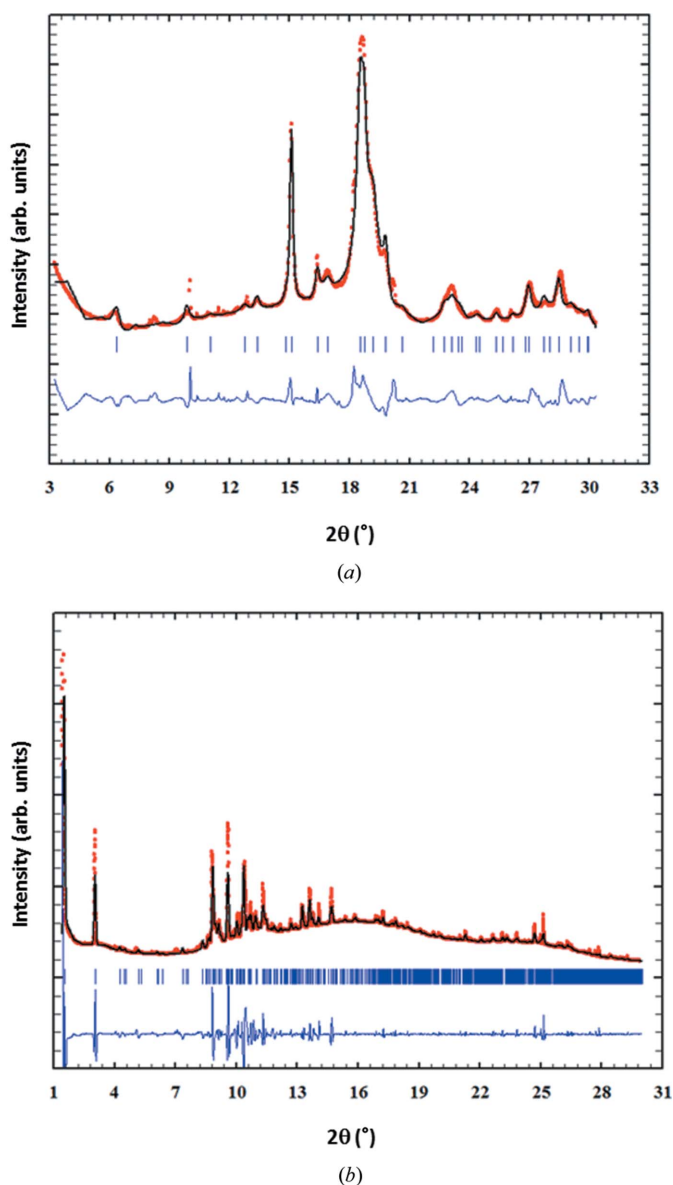 Intensity (arb. units)
3 6 9 12 15 18 21 24 27 30 33
2θ (°)
(a)
Intensity (arb. units)
1 4 7 10 13 16 19 22 25 28 31
2θ (°)
(b)